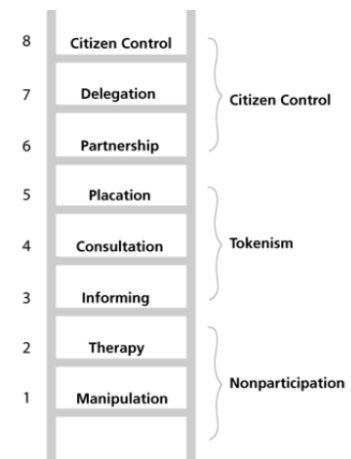 8 Citizen Control
7 Delegation
Citizen Control
6 Partnership
5 Placation
4 Consultation
Tokenism
3 Informing
2 Therapy
Nonparticipation
1 Manipulation